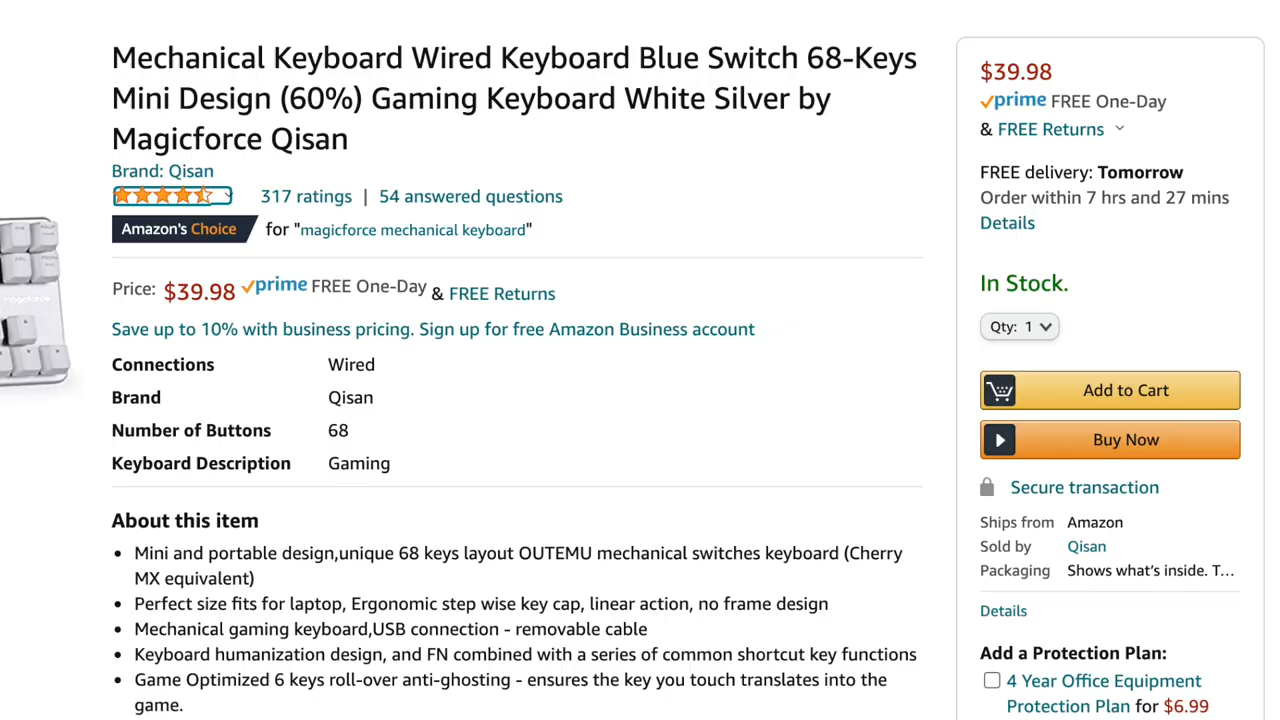 Mechanical Keyboard Wired Keyboard Blue Switch 68-Keys
Mini Design (60%) Gaming Keyboard White Silver by
Magicforce Qisan
Brand: Qisan
317 ratings | 54 answered questions
Amazon's Choice for "magicforce mechanical keyboard"
Price: $39.98 prime FREE One-Day & FREE Returns
Save up to 10% with business pricing. Sign up for free Amazon Business account
Connections Wired
Brand Qisan
Number of Buttons 68
Keyboard Description Gaming
About this item
• Mini and portable design,unique 68 keys layout OUTEMU mechanical switches keyboard (Cherry
MX equivalent)
• Perfect size fits for laptop, Ergonomic step wise key cap, linear action, no frame design
• Mechanical gaming keyboard,USB connection - removable cable
• Keyboard humanization design, and FN combined with a series of common shortcut key functions
• Game Optimized 6 keys roll-over anti-ghosting - ensures the key you touch translates into the
game.
$39.98
prime FREE One-Day
& FREE Returns
FREE delivery: Tomorrow
Order within 7 hrs and 27 mins
Details
In Stock.
Qty: 1
Add to Cart
Buy Now
Secure transaction
Ships from Amazon
Sold by Qisan
Packaging Shows what's inside. T…
Details
Add a Protection Plan:
4 Year Office Equipment
Protection Plan for $6.99